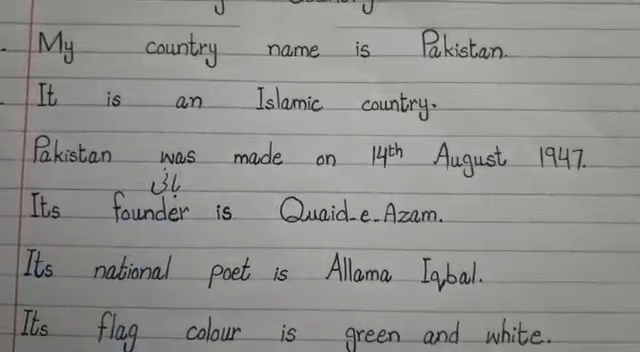 My country name is Pakistan.
It is an Islamic country.
Pakistan was made on 14th August 1947.
Its founder is Quaid-e-Azam.
Its national poet is Allama Iqbal.
Its flag colour is green and white.